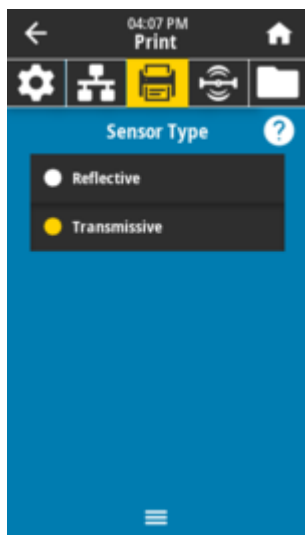 04:07 PM
Print
Sensor Type
?
Reflective
Transmissive